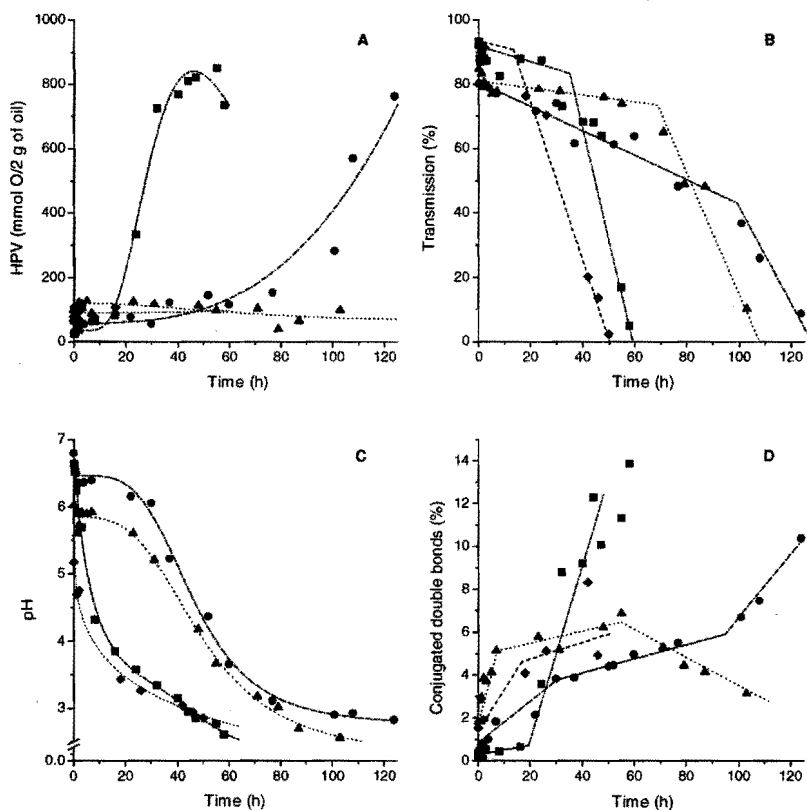 A
HPV (mmol O/2 g of oil)
1000
800
600
400
200
0
0 20 40 60 80 100 120
Time (h)
B
Transmission (%)
100
80
60
40
20
0
0 20 40 60 80 100 120
Time (h)
C
pH
7
6
5
4
3
0.0
0 20 40 60 80 100 120
Time (h)
D
Conjugated double bonds (%)
14
12
10
8
6
4
2
0
0 20 40 60 80 100 120
Time (h)